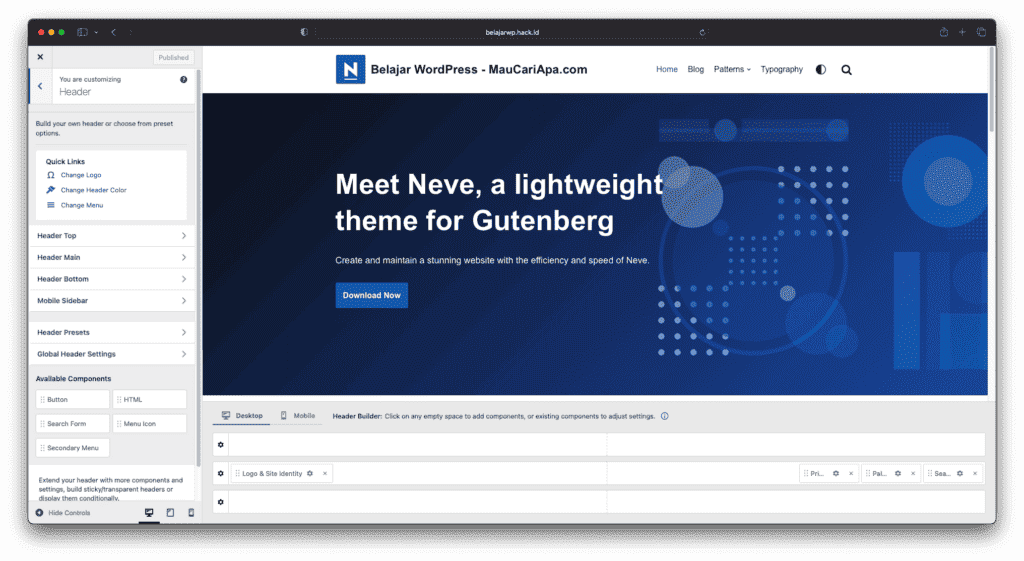 belajarwp.hack.id
Published
You are customizing
Header
Build your own header or choose from preset
options.
Quick Links
Change Logo
Change Header Color
Change Menu
Header Top
Header Main
Header Bottom
Mobile Sidebar
Header Presets
Global Header Settings
Available Components
Button
HTML
Search Form
Menu Icon
Secondary Menu
Extend your header with more components and
settings, build sticky/transparent headers or
display them conditionally.
Hide Controls
N Belajar WordPress - MauCariApa.com
Home Blog Patterns Typography
Meet Neve, a lightweight
theme for Gutenberg
Create and maintain a stunning website with the efficiency and speed of Neve.
Download Now
Desktop Mobile Header Builder: Click on any empty space to add components, or existing components to adjust settings.
Logo & Site Identity Pri... Pal... Sea...